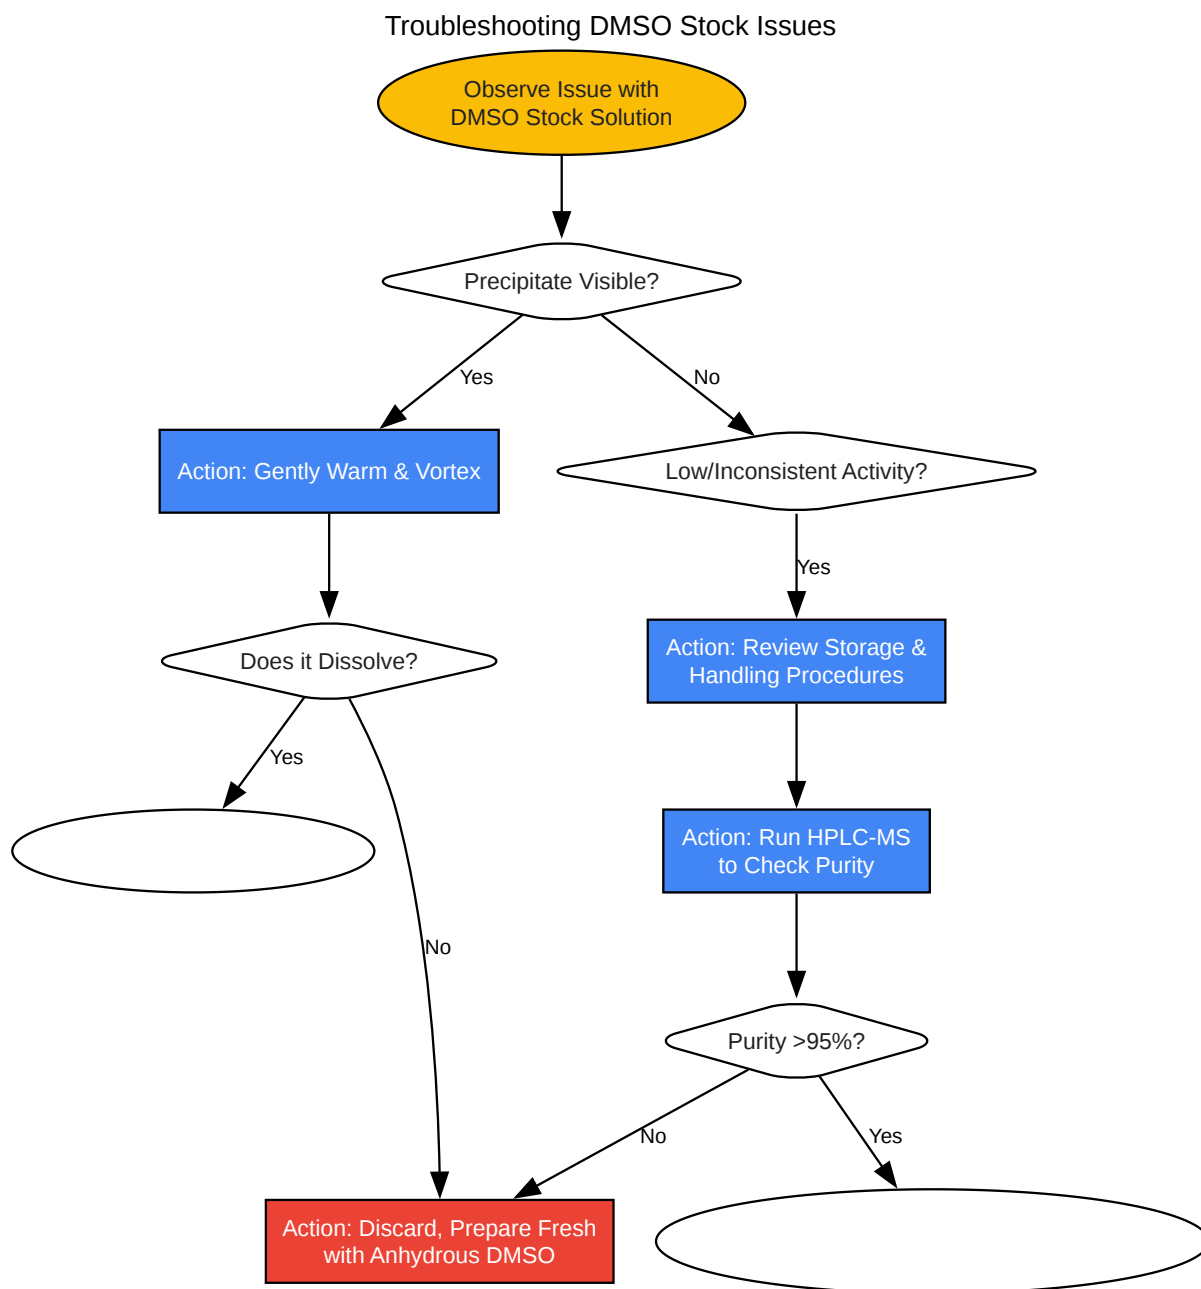 Troubleshooting DMSO Stock Issues
Observe Issue with
DMSO Stock Solution
Precipitate Visible?
Yes
No
Action: Gently Warm & Vortex
Low/Inconsistent Activity?
Yes
Does it Dissolve?
Action: Review Storage &
Handling Procedures
Yes
Action: Run HPLC-MS
to Check Purity
No
Purity >95%?
No
Yes
Action: Discard, Prepare Fresh
with Anhydrous DMSO